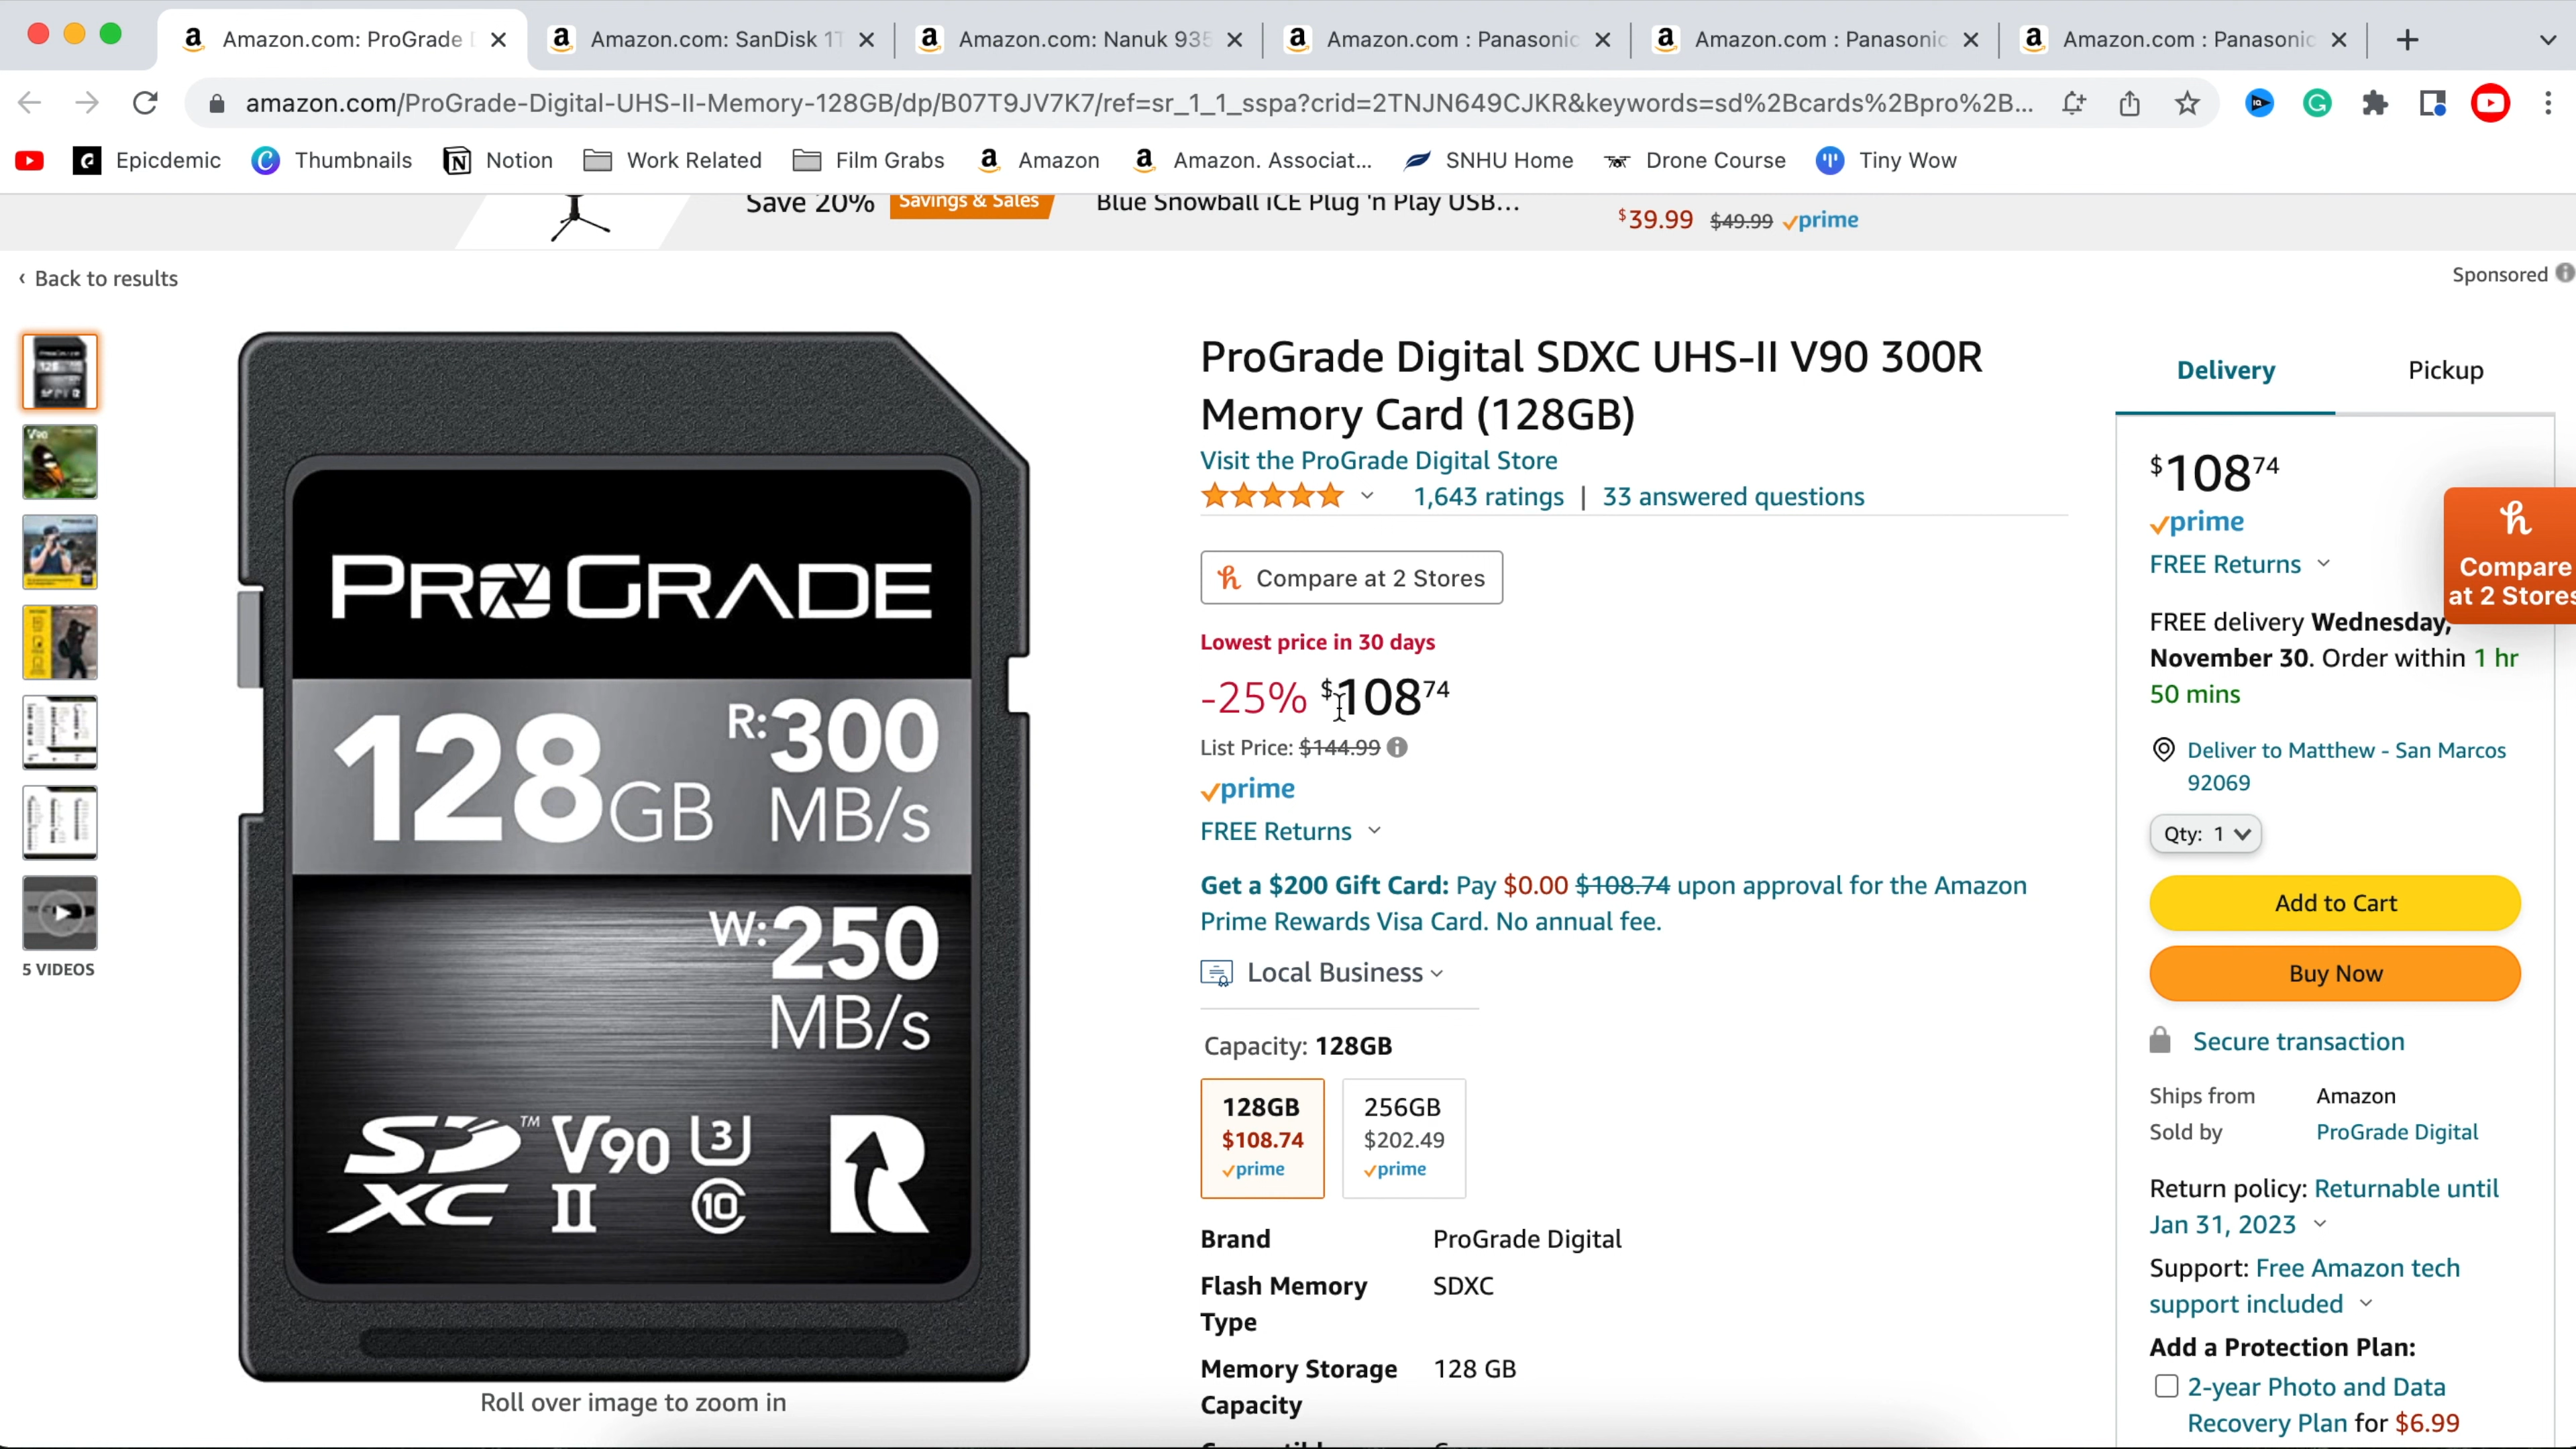 Amazon.com: ProGrade
Amazon.com: SanDisk 1T
Amazon.com: Nanuk 935
Amazon.com : Panasonic
Amazon.com : Panasonic
Amazon.com : Panasonic
amazon.com/ProGrade-Digital-UHS-II-Memory-128GB/dp/B07T9JV7K7/ref=sr_1_1_sspa?crid=2TNJN649CJKR&keywords=sd%2Bcards%2Bpro%2B...
Epicdemic
Thumbnails
Notion
Work Related
Film Grabs
Amazon
Amazon. Associat...
SNHU Home
Drone Course
Tiny Wow
Save 20%
Savings & Sales
Blue Snowball iCE Plug 'n Play USB...
$39.99 $49.99 prime
‹ Back to results
Sponsored
5 VIDEOS
PROGRADE
128GB
R:300
MB/s
W:250
MB/s
SD XC ™ V90 II U3 10 R
Roll over image to zoom in
ProGrade Digital SDXC UHS-II V90 300R
Memory Card (128GB)
Visit the ProGrade Digital Store
1,643 ratings | 33 answered questions
Compare at 2 Stores
Lowest price in 30 days
-25% $108 74
List Price: $144.99
prime
FREE Returns
Get a $200 Gift Card: Pay $0.00 $108.74 upon approval for the Amazon
Prime Rewards Visa Card. No annual fee.
Local Business
Capacity: 128GB
128GB
$108.74
prime
256GB
$202.49
prime
Brand ProGrade Digital
Flash Memory SDXC
Type
Memory Storage 128 GB
Capacity
Delivery
Pickup
$108 74
prime
FREE Returns
Compare
at 2 Stores
FREE delivery Wednesday,
November 30. Order within 1 hr
50 mins
Deliver to Matthew - San Marcos
92069
Qty: 1
Add to Cart
Buy Now
Secure transaction
Ships from Amazon
Sold by ProGrade Digital
Return policy: Returnable until
Jan 31, 2023
Support: Free Amazon tech
support included
Add a Protection Plan:
2-year Photo and Data
Recovery Plan for $6.99